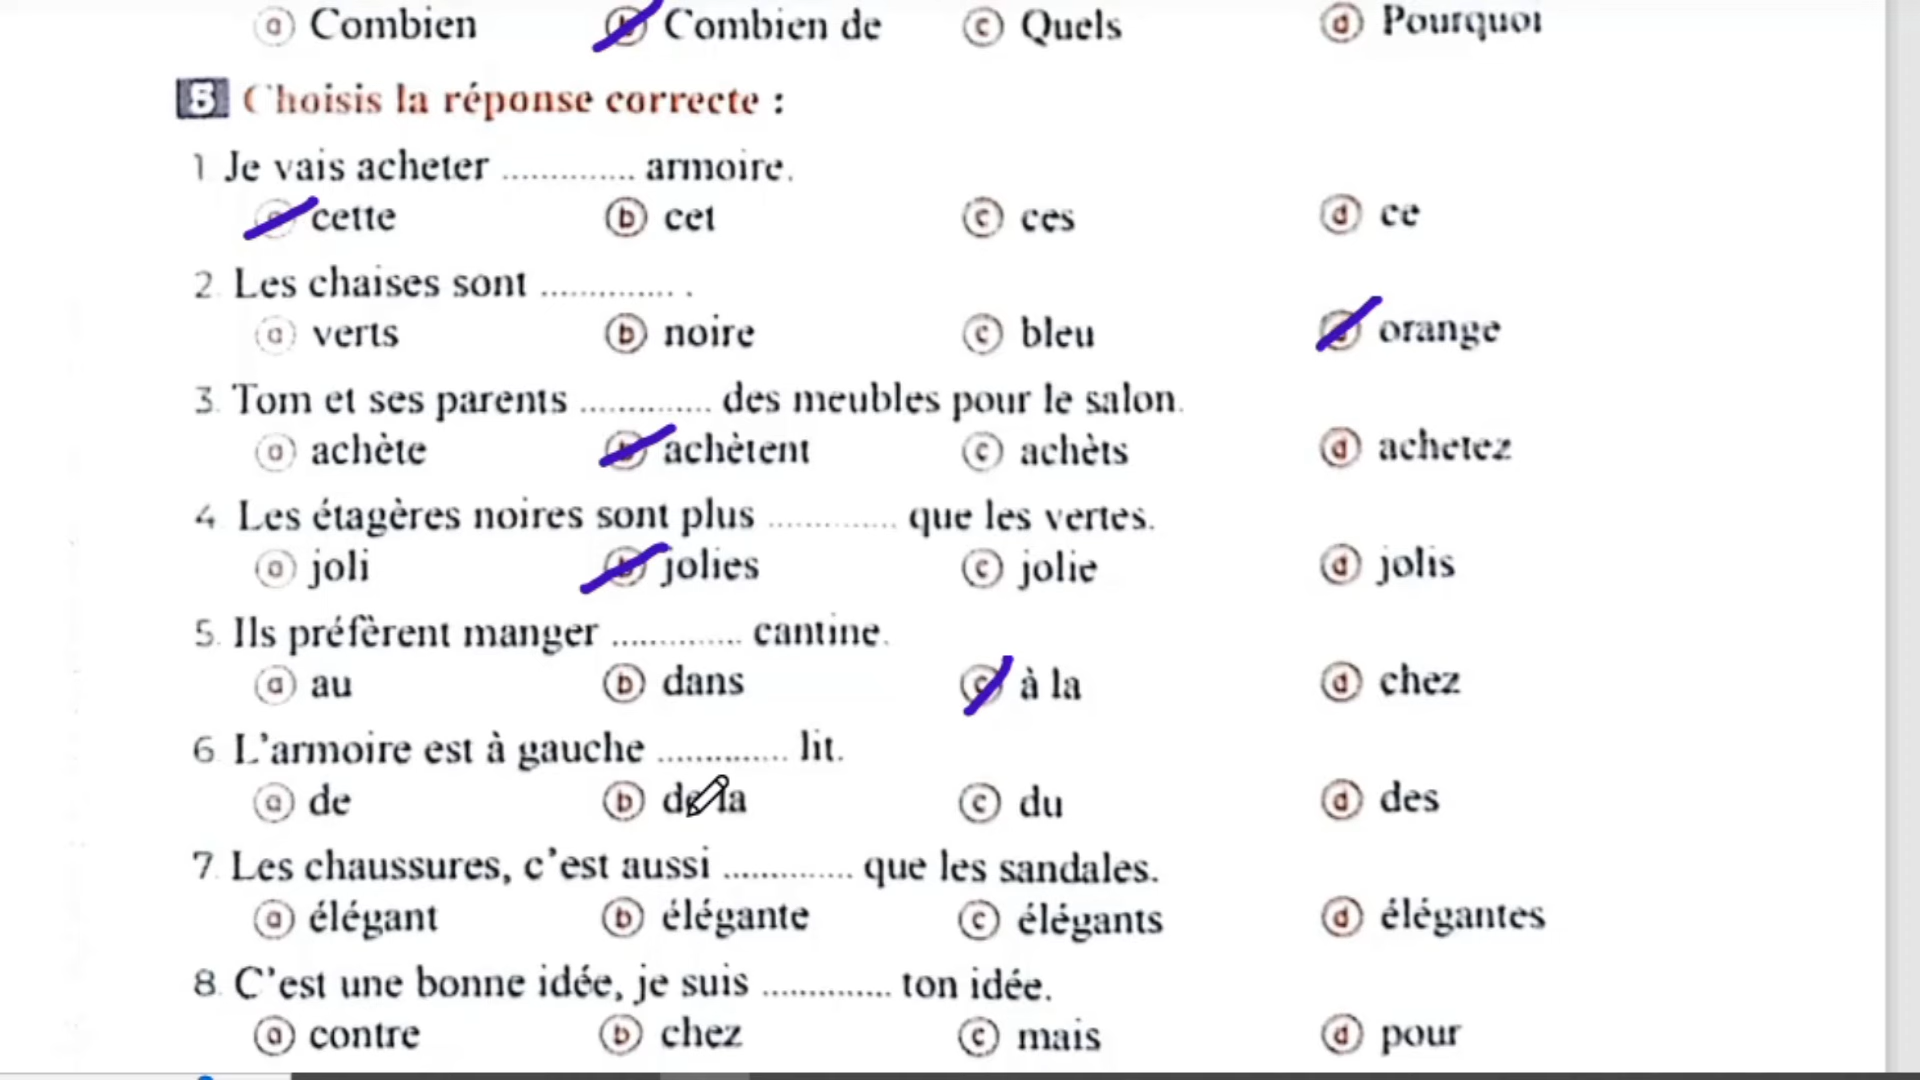 a Combien b Combien de c Quels d Pourquoi
5 Choisis la réponse correcte :
1 Je vais acheter ............. armoire.
a cette b cet c ces d ce
2. Les chaises sont ............. .
a verts b noire c bleu d orange
3. Tom et ses parents ............. des meubles pour le salon.
a achète b achètent c achèts d achetez
4 Les étagères noires sont plus ............. que les vertes.
a joli b jolies c jolie d jolis
5. Ils préfèrent manger ............. cantine.
a au b dans c à la d chez
6. L'armoire est à gauche ............. lit.
a de b de la c du d des
7. Les chaussures, c'est aussi ............. que les sandales.
a élégant b élégante c élégants d élégantes
8. C'est une bonne idée, je suis ............. ton idée.
a contre b chez c mais d pour